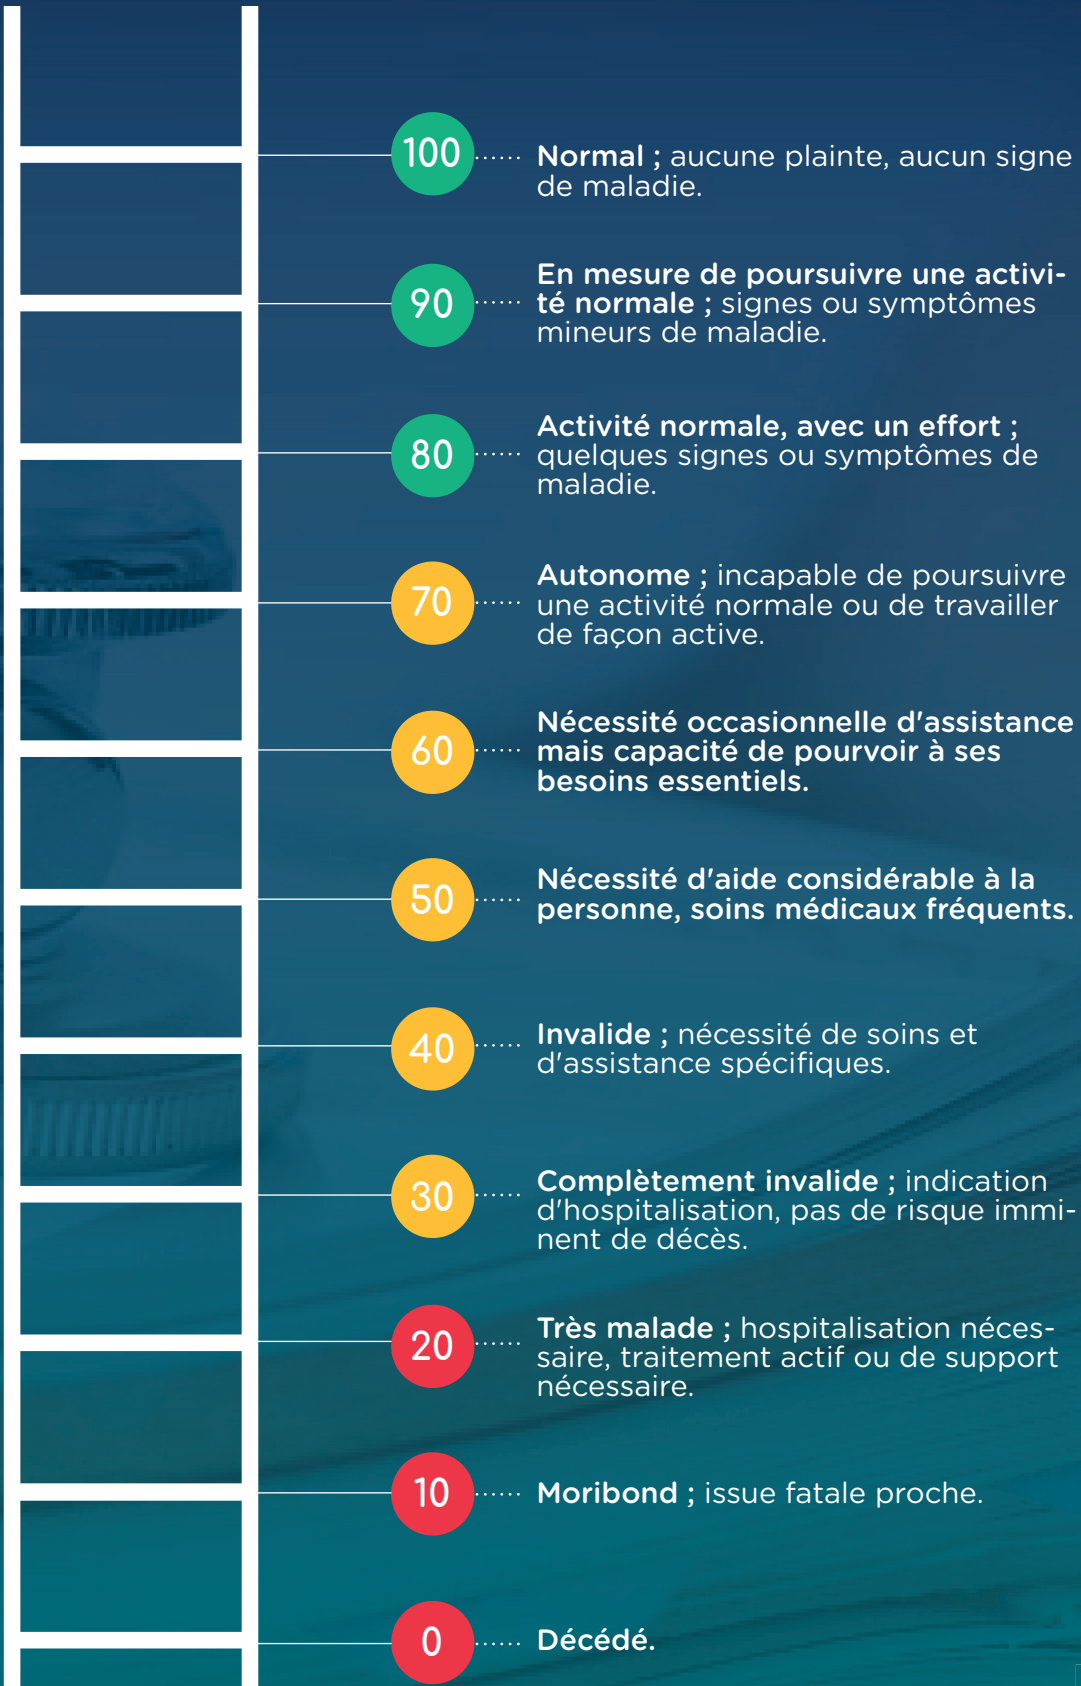 100
Normal ; aucune plainte, aucun signe
de maladie.
90
En mesure de poursuivre une activi-
té normale ; signes ou symptômes
mineurs de maladie.
80
Activité normale, avec un effort ;
quelques signes ou symptômes de
maladie.
70
Autonome ; incapable de poursuivre
une activité normale ou de travailler
de façon active.
60
Nécessité occasionnelle d'assistance
mais capacité de pourvoir à ses
besoins essentiels.
50
Nécessité d'aide considérable à la
personne, soins médicaux fréquents.
40
Invalide ; nécessité de soins et
d'assistance spécifiques.
30
Complètement invalide ; indication
d'hospitalisation, pas de risque immi-
nent de décès.
20
Très malade ; hospitalisation néces-
saire, traitement actif ou de support
nécessaire.
10
Moribond ; issue fatale proche.
0
Décédé.